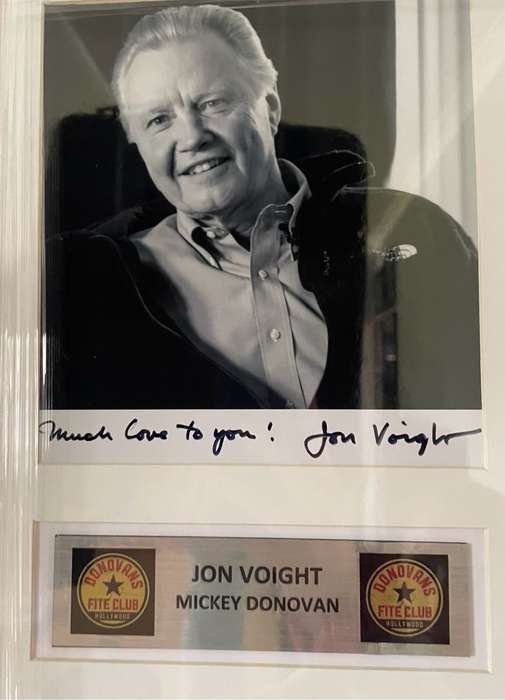 Much Love to you! Jon Voight
DONOVANS
FITE CLUB
HOLLYWOOD
JON VOIGHT
MICKEY DONOVAN
DONOVANS
FITE CLUB
HOLLYWOOD